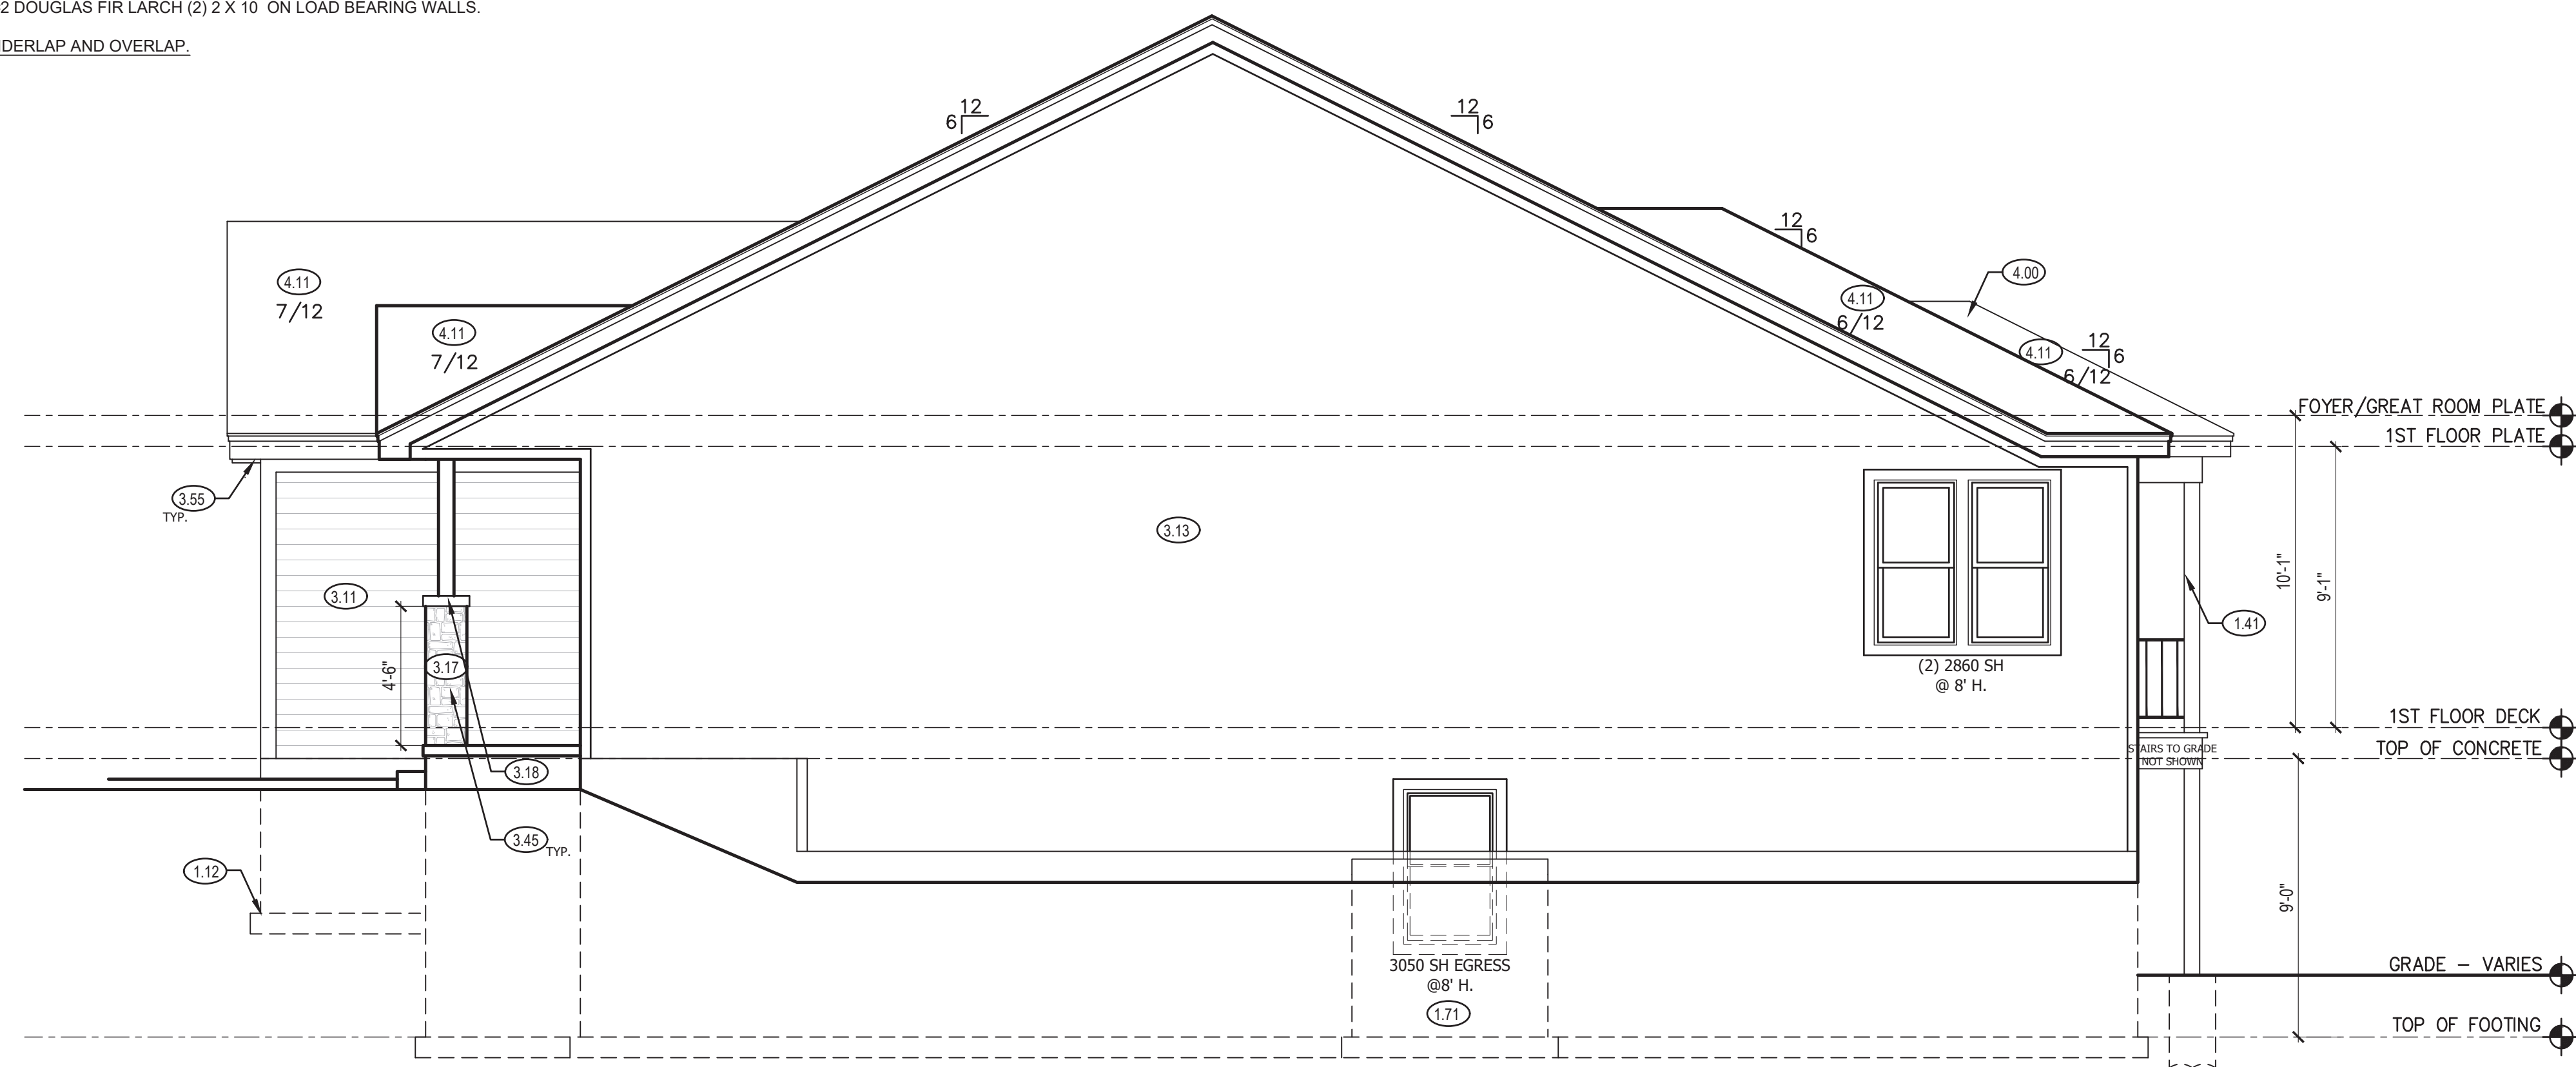 2 DOUGLAS FIR LARCH (2) 2 X 10 ON LOAD BEARING WALLS.
DERLAP AND OVERLAP.
12
6
12
6
12
6
4.00
4.11
7/12
4.11
7/12
4.11
6/12
12
6
4.11
6/12
FOYER/GREAT ROOM PLATE
1ST FLOOR PLATE
3.55
TYP.
3.13
3.11
10'-1"
9'-1"
1.41
4'-6"
3.17
(2) 2860 SH
@ 8' H.
1ST FLOOR DECK
STAIRS TO GRADE
NOT SHOWN
TOP OF CONCRETE
3.18
3.45
TYP.
1.12
9'-0"
3050 SH EGRESS
@8' H.
1.71
GRADE – VARIES
TOP OF FOOTING